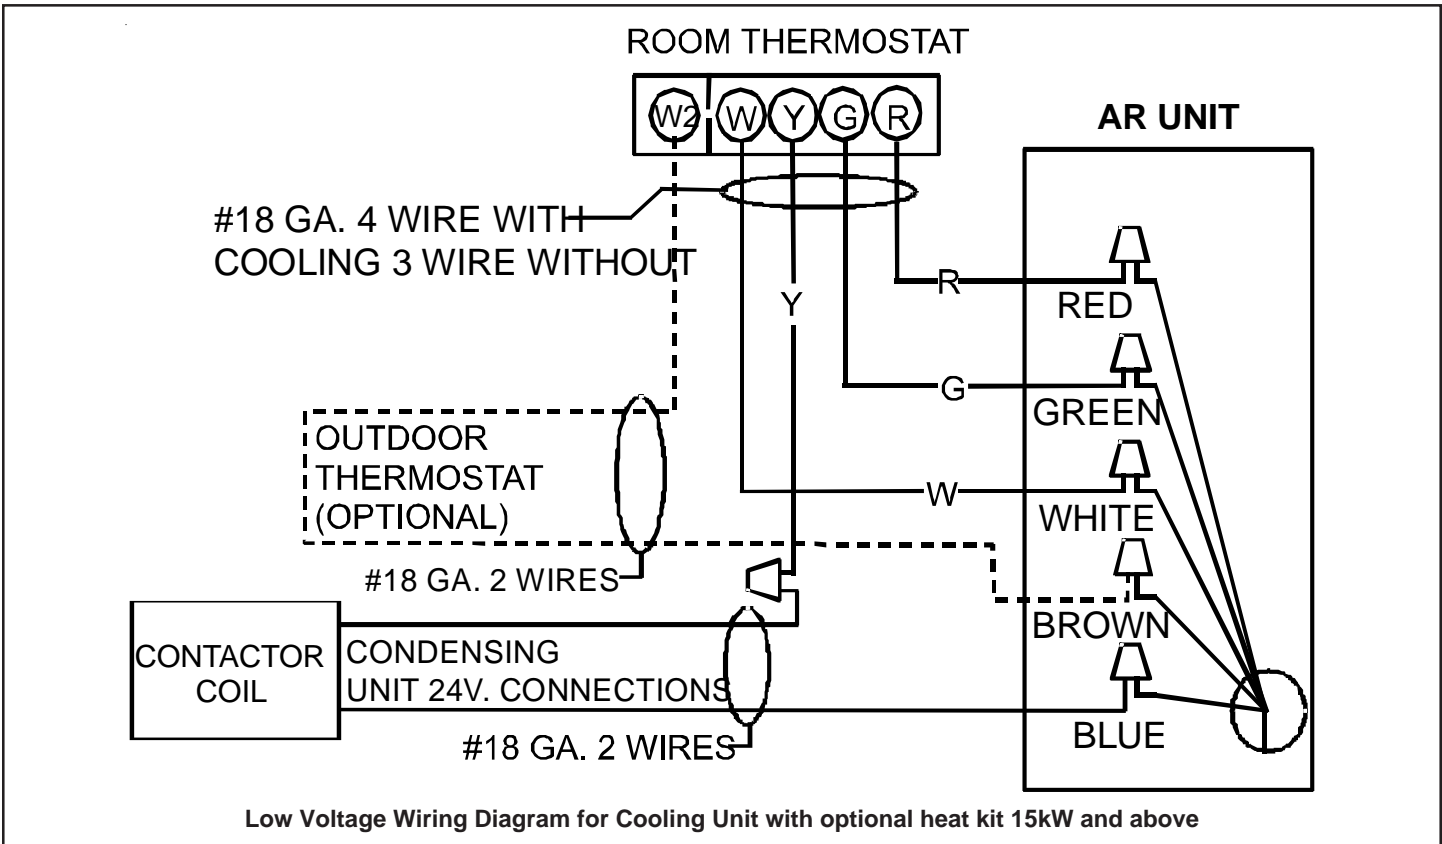 ROOM THERMOSTAT
W2 W Y G R
AR UNIT
#18 GA. 4 WIRE WITH
COOLING 3 WIRE WITHOUT
R
RED
Y
G
GREEN
OUTDOOR
THERMOSTAT
(OPTIONAL)
W
WHITE
#18 GA. 2 WIRES
BROWN
CONTACTOR
COIL
CONDENSING
UNIT 24V. CONNECTIONS
BLUE
#18 GA. 2 WIRES
Low Voltage Wiring Diagram for Cooling Unit with optional heat kit 15kW and above